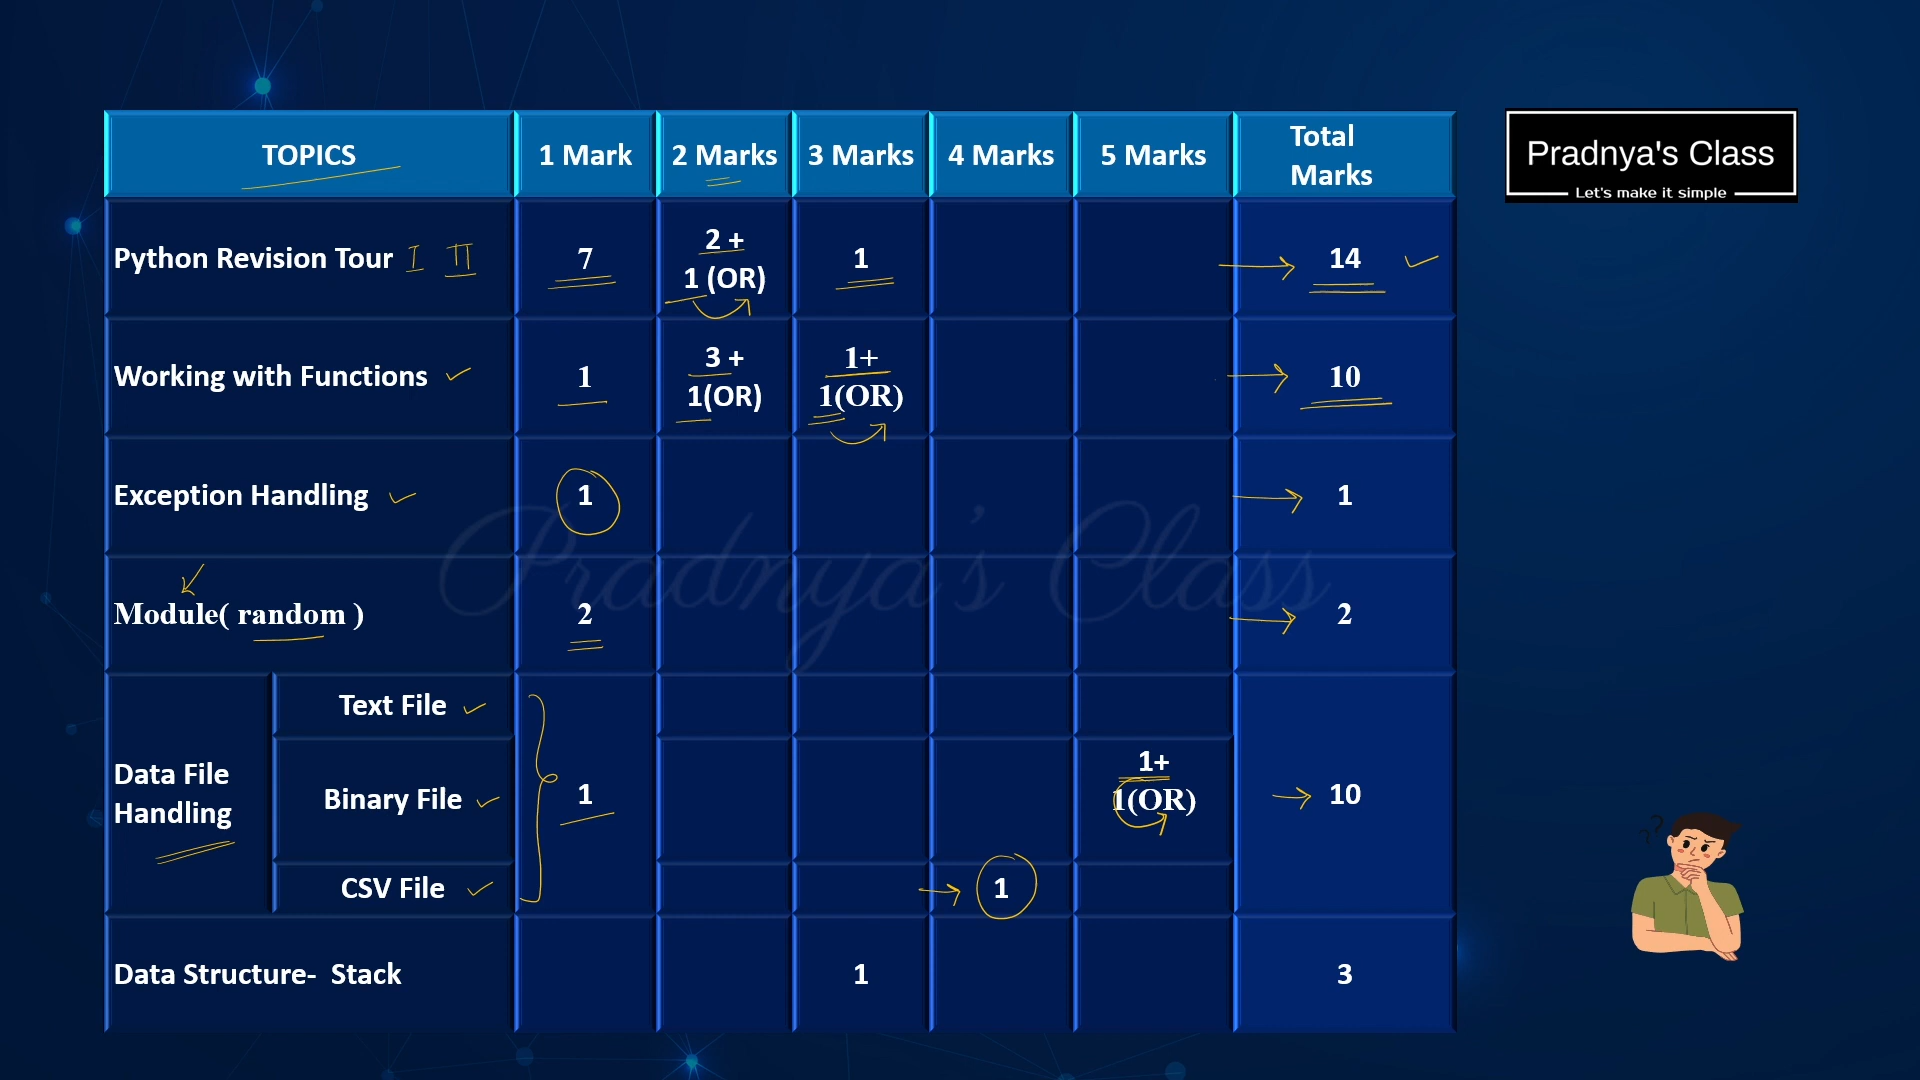 TOPICS
1 Mark
2 Marks
3 Marks
4 Marks
5 Marks
Total
Marks
Pradnya's Class
Let's make it simple
Python Revision Tour I II
7
2 +
1 (OR)
1
14
Working with Functions
1
3 +
1(OR)
1+
1(OR)
10
Exception Handling
1
1
Module( random )
2
2
Data File
Handling
Text File
Binary File
CSV File
1
1+
1(OR)
1
10
Data Structure- Stack
1
3
Pradnya's Class
? ?